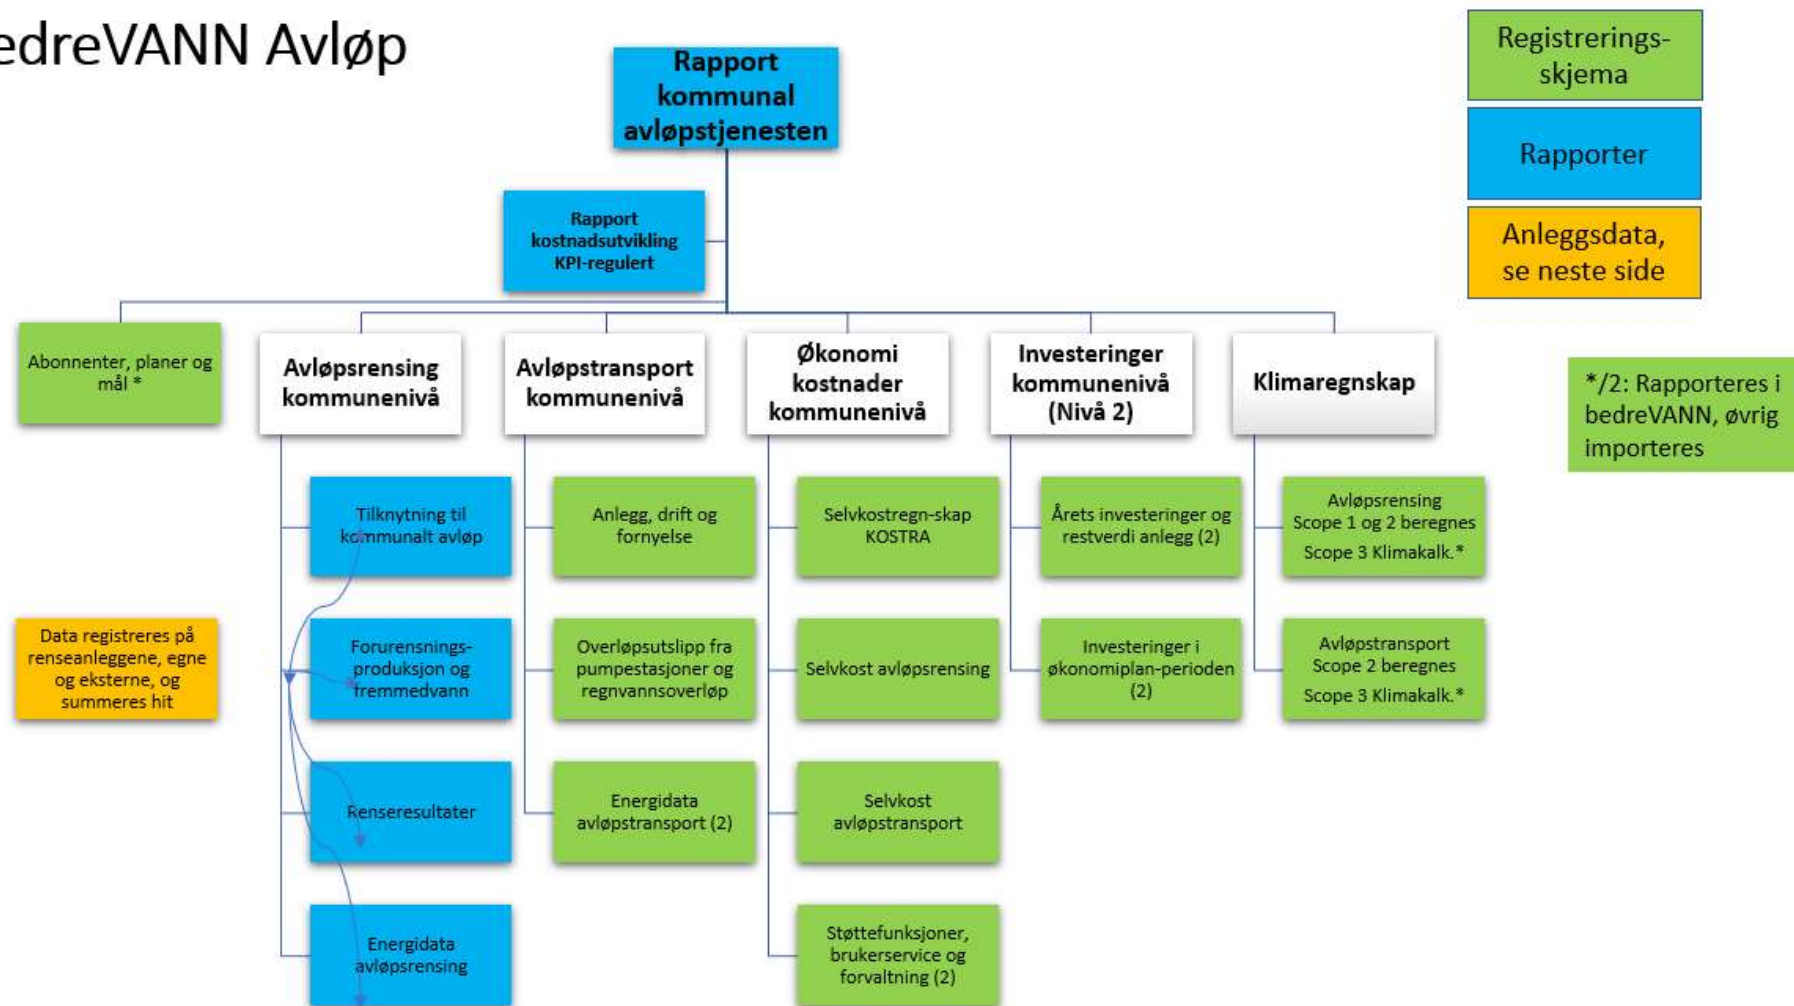 edreVANN Avløp
Rapport
kommunal
avløpstjenesten
Registrerings-
skjema
Rapporter
Anleggsdata,
se neste side
Rapport
kostnadsutvikling
KPI-regulert
Abonnenter, planer og
mål *
Avløpsrensing
kommunenivå
Avløpstransport
kommunenivå
Økonomi
kostnader
kommunenivå
Investeringer
kommunenivå
(Nivå 2)
Klimaregnskap
*/2: Rapporteres i
bedreVANN, øvrig
importeres
Tilknytning til
kommunalt avløp
Anlegg, drift og
fornyelse
Selvkostregn-skap
KOSTRA
Årets investeringer og
restverdi anlegg (2)
Avløpsrensing
Scope 1 og 2 beregnes
Scope 3 Klimakalk.*
Data registreres på
renseanleggene, egne
og eksterne, og
summeres hit
Forurensnings-
produksjon og
fremmedvann
Overløpsutslipp fra
pumpestasjoner og
regnvannsoverløp
Selvkost avløpsrensing
Investeringer i
økonomiplan-perioden
(2)
Avløpstransport
Scope 2 beregnes
Scope 3 Klimakalk.*
Renseresultater
Energidata
avløpstransport (2)
Selvkost
avløpstransport
Energidata
avløpsrensing
Støttefunksjoner,
brukerservice og
forvaltning (2)